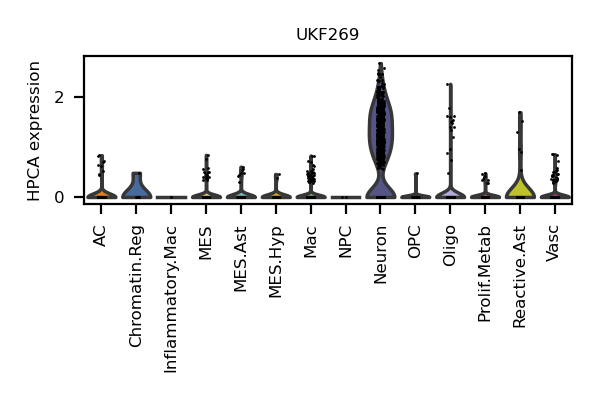 UKF269
HPCA expression
2
0
AC
Chromatin.Reg
Inflammatory.Mac
MES
MES.Ast
MES.Hyp
Mac
NPC
Neuron
OPC
Oligo
Prolif.Metab
Reactive.Ast
Vasc